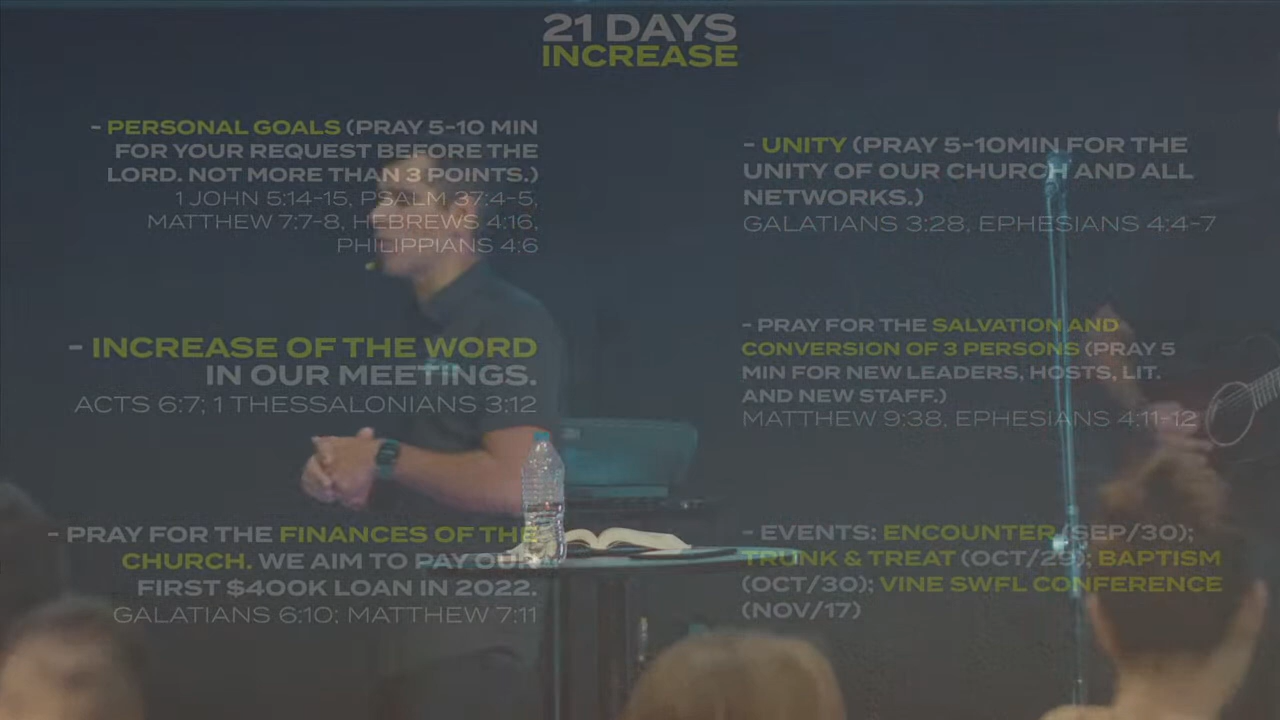 21 DAYS
INCREASE
- PERSONAL GOALS (PRAY 5-10 MIN
FOR YOUR REQUEST BEFORE THE
LORD. NOT MORE THAN 3 POINTS.)
1 JOHN 5:14-15, PSALM 37:4-5,
MATTHEW 7:7-8, HEBREWS 4:16,
PHILIPPIANS 4:6
- INCREASE OF THE WORD
IN OUR MEETINGS.
ACTS 6:7; 1 THESSALONIANS 3:12
- PRAY FOR THE FINANCES OF THE
CHURCH. WE AIM TO PAY OUR
FIRST $400K LOAN IN 2022.
GALATIANS 6:10; MATTHEW 7:11
- UNITY (PRAY 5-10MIN FOR THE
UNITY OF OUR CHURCH AND ALL
NETWORKS.)
GALATIANS 3:28, EPHESIANS 4:4-7
- PRAY FOR THE SALVATION AND
CONVERSION OF 3 PERSONS (PRAY 5
MIN FOR NEW LEADERS, HOSTS, LIT.
AND NEW STAFF.)
MATTHEW 9:38, EPHESIANS 4:11-12
- EVENTS: ENCOUNTER (SEP/30);
TRUNK & TREAT (OCT/29); BAPTISM
(OCT/30); VINE SWFL CONFERENCE
(NOV/17)